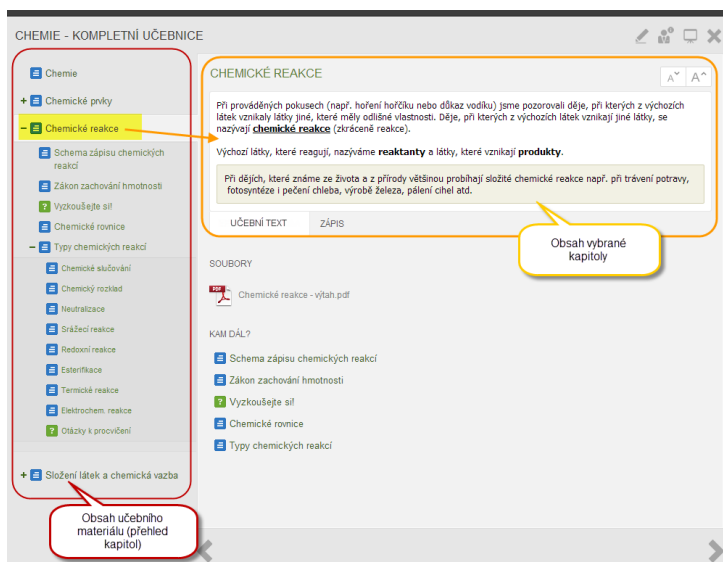 CHEMIE - KOMPLETNÍ UČEBNICE
Chemie
Chemické prvky
Chemické reakce
Schema zápisu chemických
reakcí
Zákon zachování hmotnosti
Vyzkoušejte si!
Chemické rovnice
Typy chemických reakcí
Chemické slučování
Chemický rozklad
Neutralizace
Srážecí reakce
Redoxní reakce
Esterifikace
Termické reakce
Elektrochem. reakce
Otázky k procvičení
Složení látek a chemická vazba
Obsah učebního
materiálu (přehled
kapitol)
CHEMICKÉ REAKCE
A A
Při prováděných pokusech (např. hoření hořčíku nebo důkaz vodíku) jsme pozorovali děje, při kterých z výchozích
látek vznikaly látky jiné, které měly odlišné vlastnosti. Děje, při kterých z výchozích látek vznikají jiné látky, se
nazývají chemické reakce (zkráceně reakce).
Výchozí látky, které reagují, nazýváme reaktanty a látky, které vznikají produkty.
Při dějích, které známe ze života a z přírody většinou probíhají složité chemické reakce např. při trávení potravy,
fotosyntéze i pečení chleba, výrobě železa, pálení cihel atd.
UČEBNÍ TEXT ZÁPIS
Obsah vybrané
kapitoly
SOUBORY
PDF
Chemické reakce - výtah.pdf
KAM DÁL?
Schema zápisu chemických reakcí
Zákon zachování hmotnosti
Vyzkoušejte si!
Chemické rovnice
Typy chemických reakcí